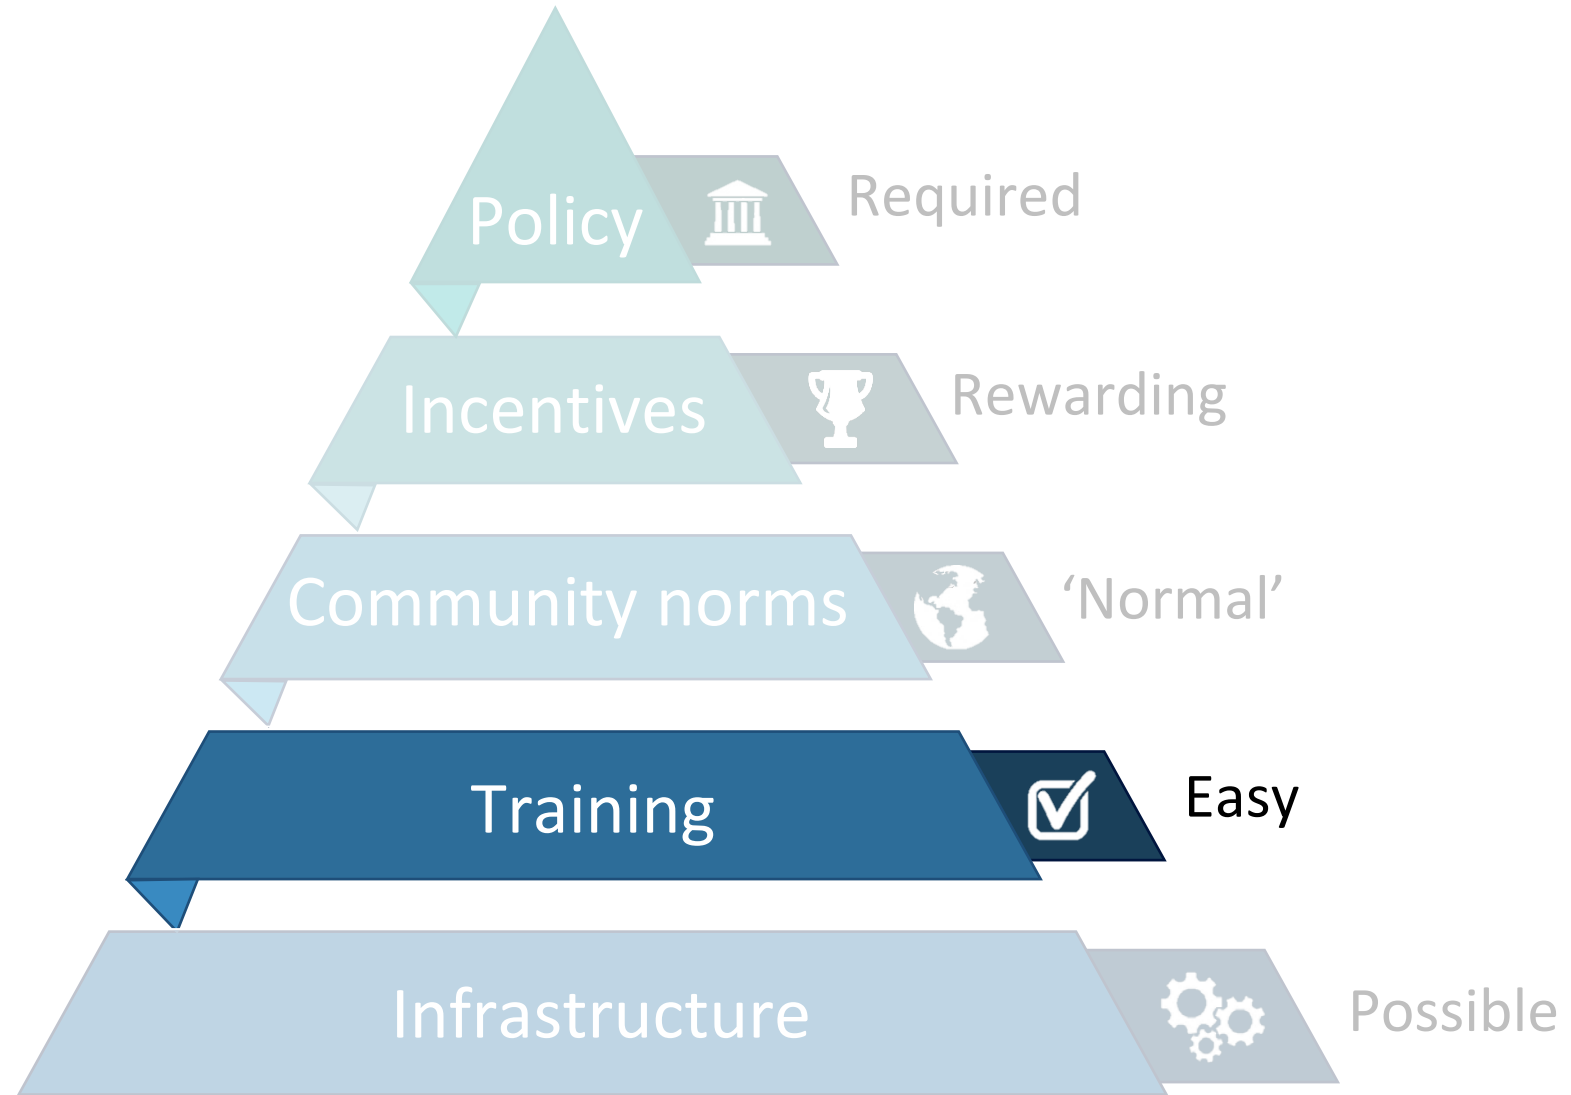 Policy
Required
Incentives
Rewarding
Community norms
‘Normal’
Training
Easy
Infrastructure
Possible